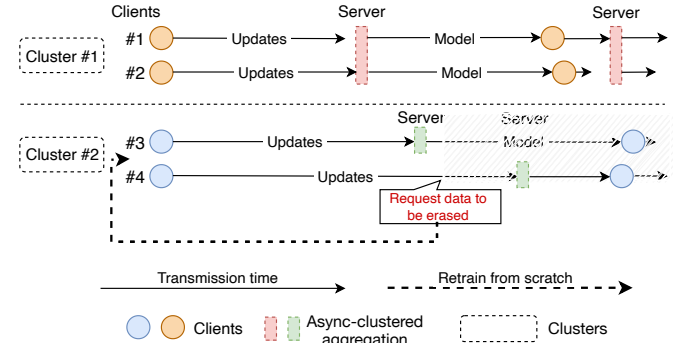 Clients
Server
Server
Cluster #1
#1
Updates
Model
#2
Updates
Model
Server
Server
Cluster #2
#3
Updates
Model
#4
Updates
Request data to
be erased
Transmission time
Retrain from scratch
Clients
Async-clustered
aggregation
Clusters